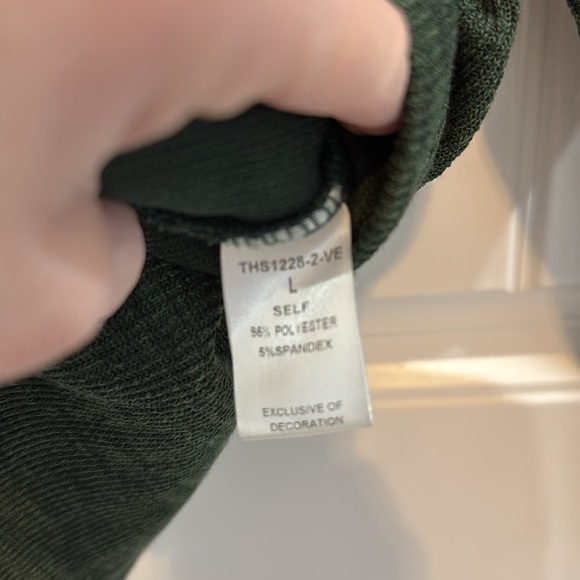 THS1228-2-VE
L
SELF
95% POLYESTER
5%SPANDEX
EXCLUSIVE OF
DECORATION